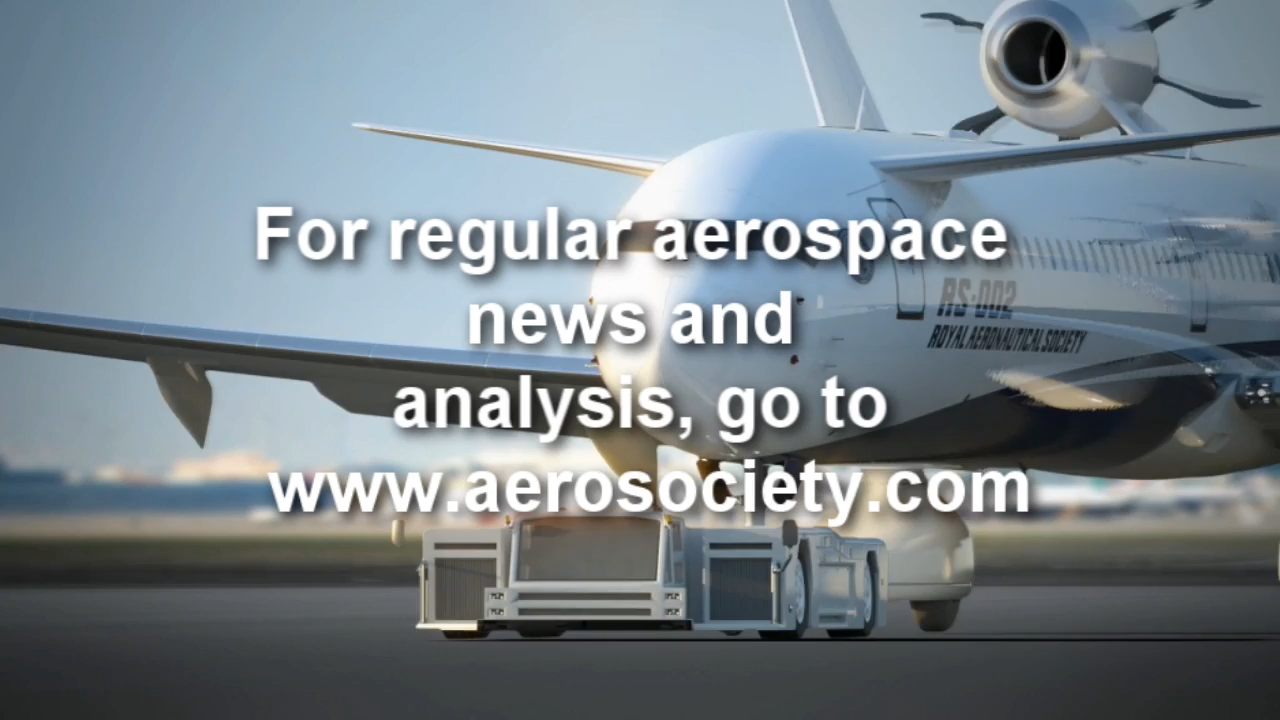 For regular aerospace
news and
analysis, go to
www.aerosociety.com
RS-002
ROYAL AERONAUTICAL SOCIETY